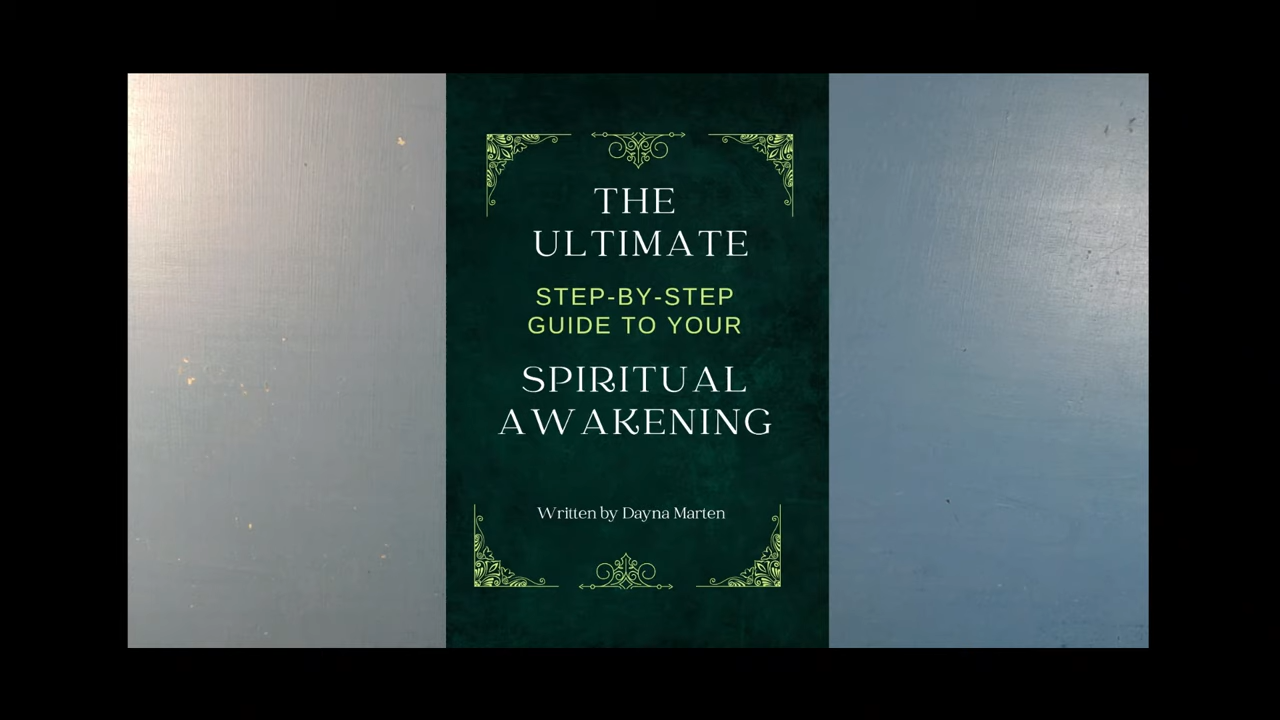 THE
ULTIMATE
STEP-BY-STEP
GUIDE TO YOUR
SPIRITUAL
AWAKENING
Written by Dayna Marten